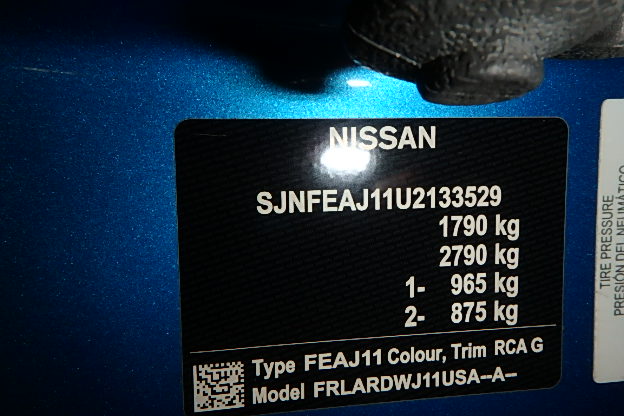 NISSAN
SJNFEAJ11U2133529
1790 kg
2790 kg
1- 965 kg
2- 875 kg
Type FEAJ11 Colour, Trim RCA G
Model FRLARDWJ11USA--A--
TIRE PRESSURE
PRESIÓN DEL NEUMÁTICO